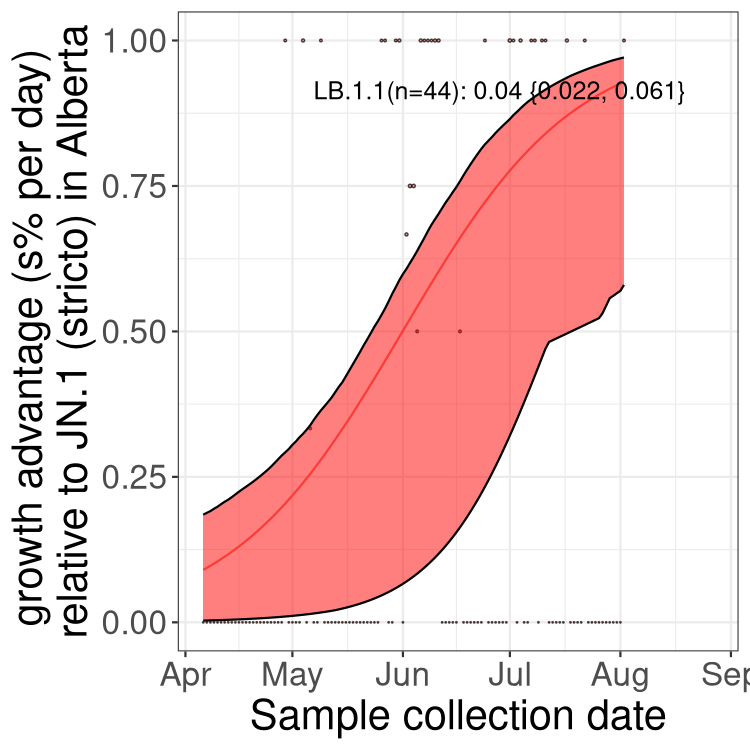 growth advantage (s% per day)
relative to JN.1 (stricto) in Alberta
1.00
0.75
0.50
0.25
0.00
LB.1.1(n=44): 0.04 {0.022, 0.061}
Apr May Jun Jul Aug Sep
Sample collection date